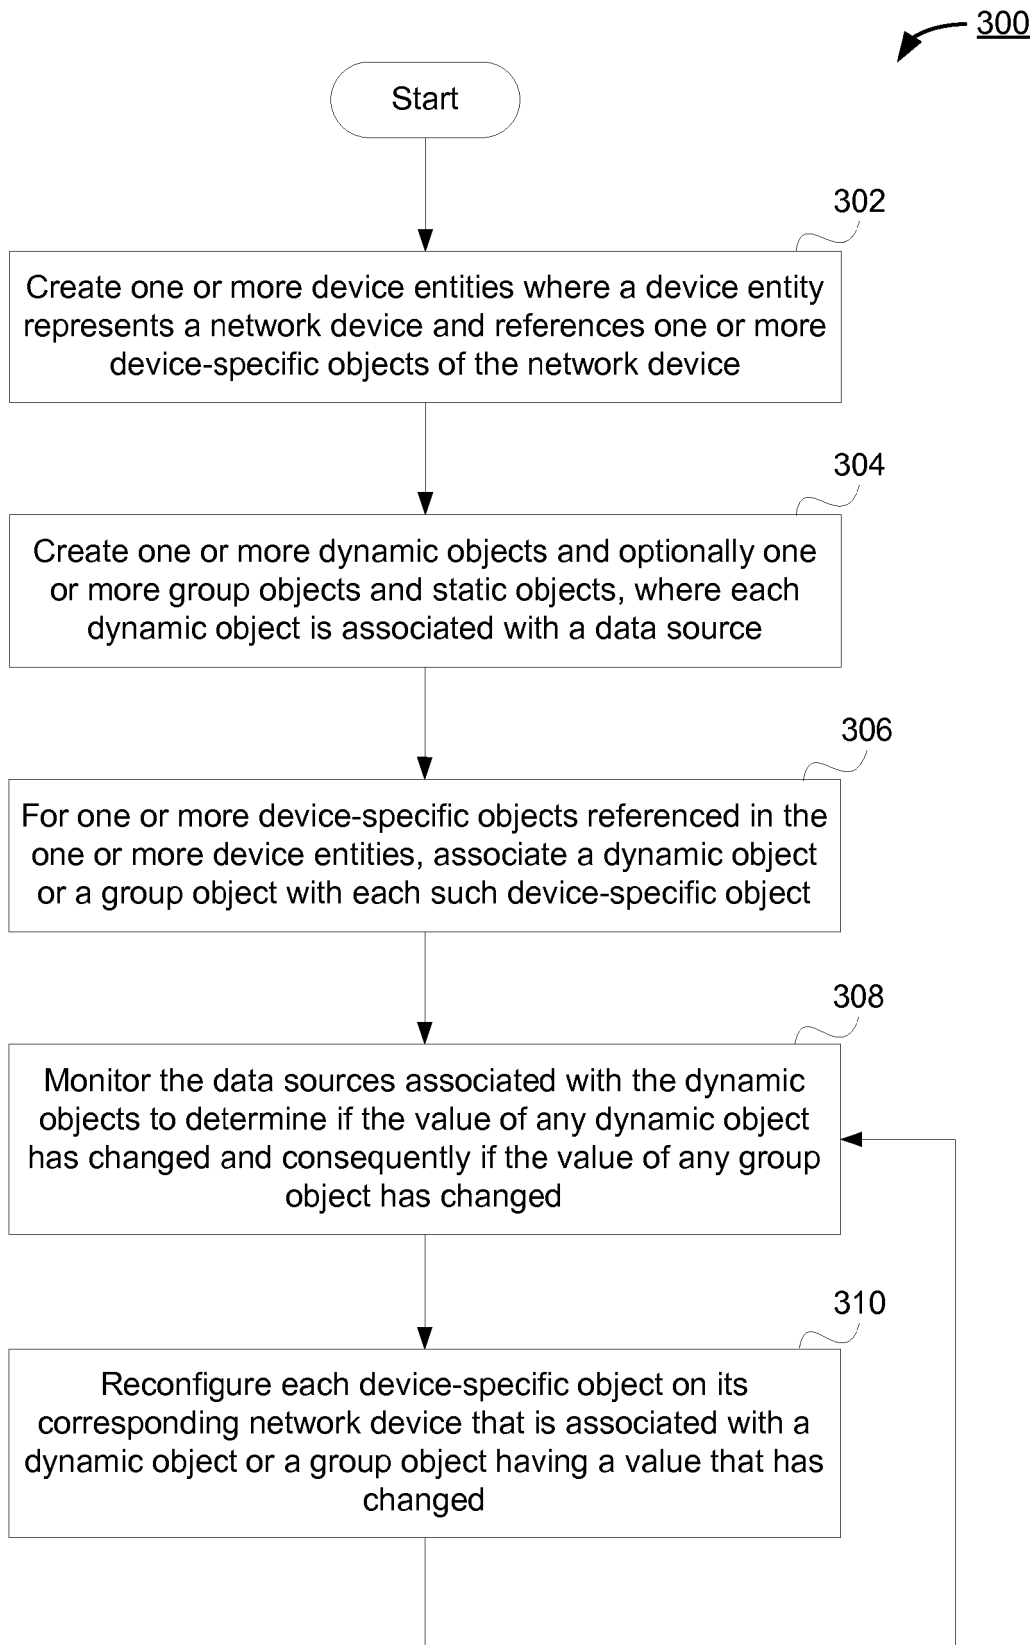 300
Start
302
Create one or more device entities where a device entity
represents a network device and references one or more
device-specific objects of the network device
304
Create one or more dynamic objects and optionally one
or more group objects and static objects, where each
dynamic object is associated with a data source
306
For one or more device-specific objects referenced in the
one or more device entities, associate a dynamic object
or a group object with each such device-specific object
308
Monitor the data sources associated with the dynamic
objects to determine if the value of any dynamic object
has changed and consequently if the value of any group
object has changed
310
Reconfigure each device-specific object on its
corresponding network device that is associated with a
dynamic object or a group object having a value that has
changed